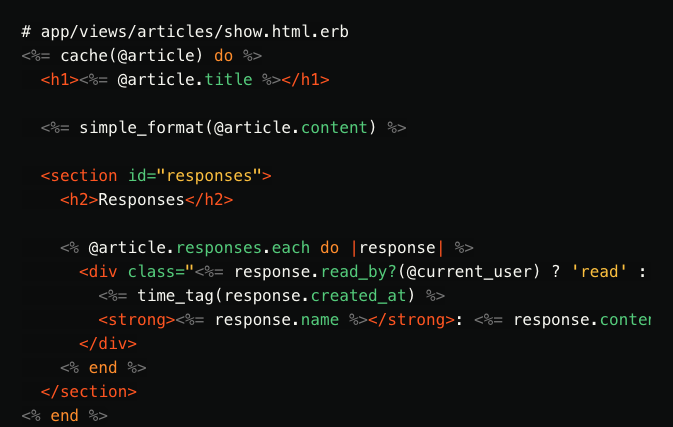 # app/views/articles/show.html.erb
<%= cache(@article) do %>
  <h1><%= @article.title %></h1>

  <%= simple_format(@article.content) %>

  <section id="responses">
    <h2>Responses</h2>

    <% @article.responses.each do |response| %>
      <div class="<%= response.read_by?(@current_user) ? 'read' :
        <%= time_tag(response.created_at) %>
        <strong><%= response.name %></strong>: <%= response.conten
      </div>
    <% end %>
  </section>
<% end %>